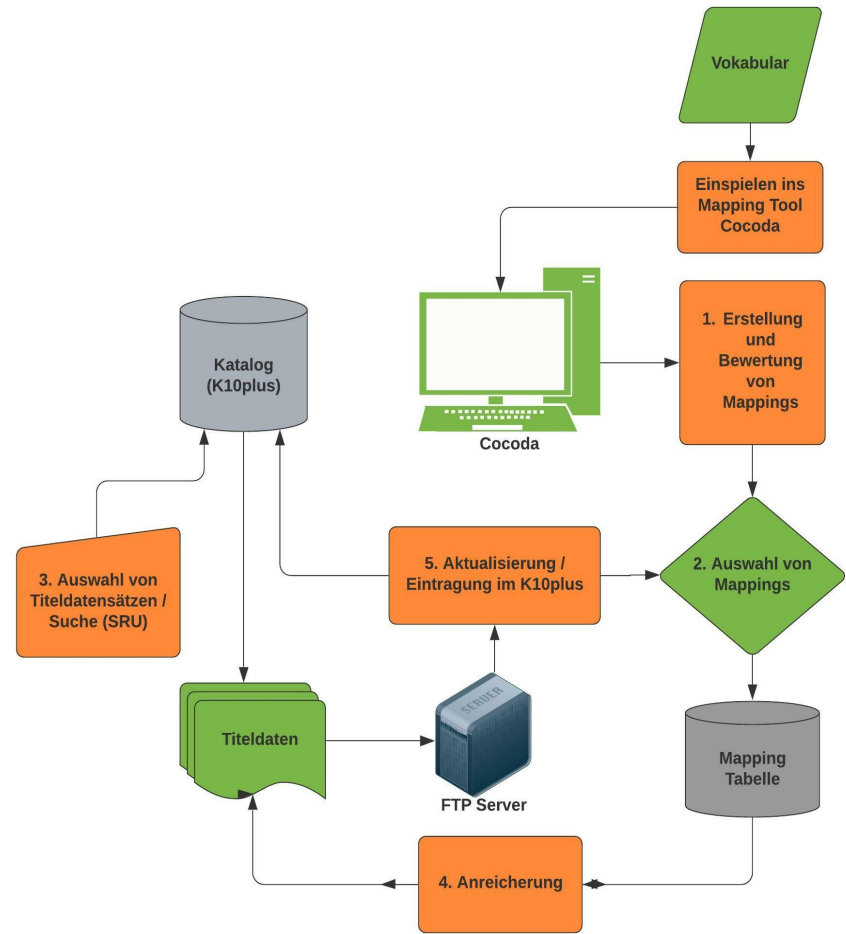 Vokabular
Einspielen ins
Mapping Tool
Cocoda
1. Erstellung
und
Bewertung
von
Mappings
Katalog
(K10plus)
Cocoda
3. Auswahl von
Titeldatensätzen /
Suche (SRU)
5. Aktualisierung /
Eintragung im K10plus
2. Auswahl von
Mappings
SERVER
Titeldaten
FTP Server
Mapping
Tabelle
4. Anreicherung